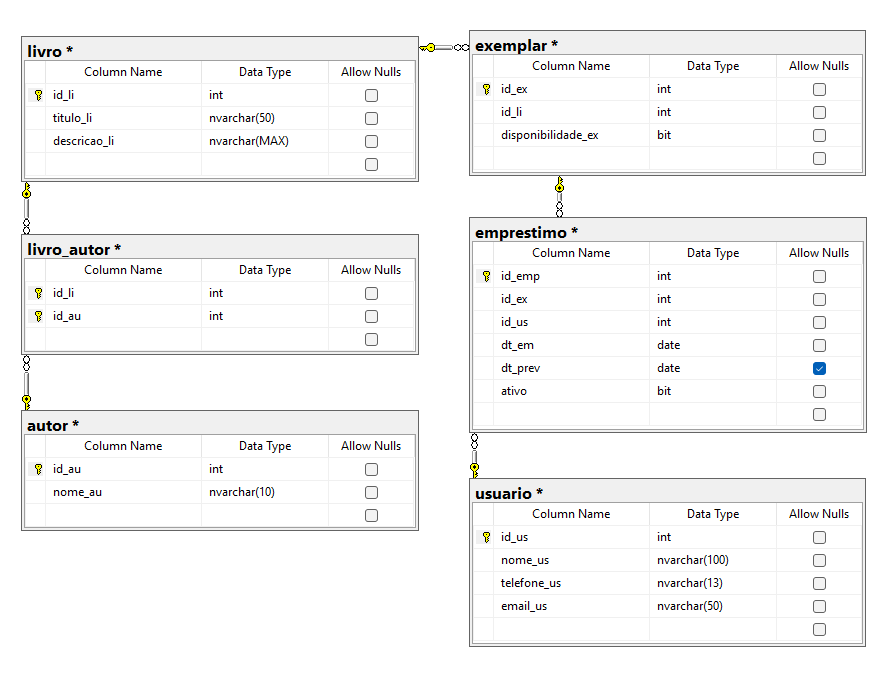 livro *
Column Name Data Type Allow Nulls
id_li int
titulo_li nvarchar(50)
descricao_li nvarchar(MAX)
livro_autor *
Column Name Data Type Allow Nulls
id_li int
id_au int
autor *
Column Name Data Type Allow Nulls
id_au int
nome_au nvarchar(10)
exemplar *
Column Name Data Type Allow Nulls
id_ex int
id_li int
disponibilidade_ex bit
emprestimo *
Column Name Data Type Allow Nulls
id_emp int
id_ex int
id_us int
dt_em date
dt_prev date
ativo bit
usuario *
Column Name Data Type Allow Nulls
id_us int
nome_us nvarchar(100)
telefone_us nvarchar(13)
email_us nvarchar(50)